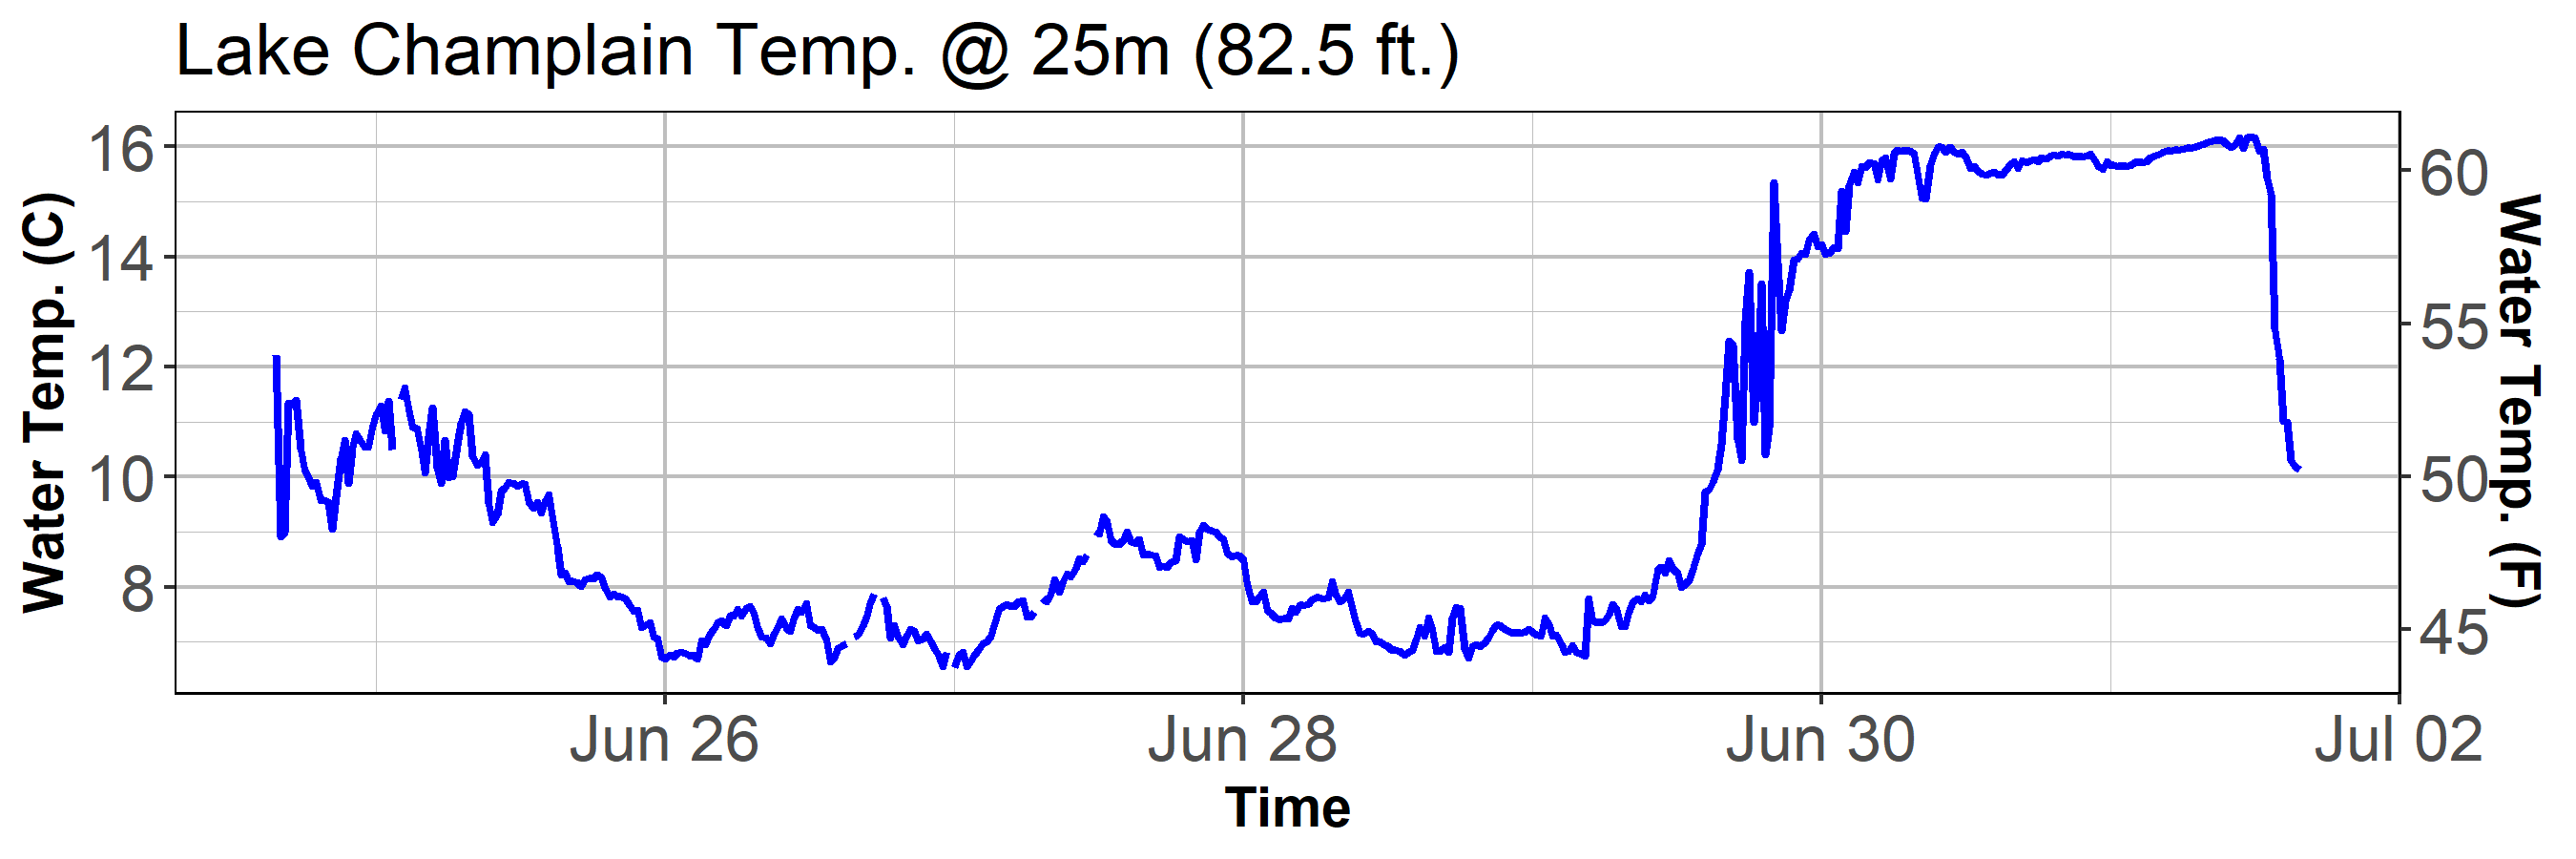 Lake Champlain Temp. @ 25m (82.5 ft.)
Water Temp. (C)
16
14
12
10
8
60
55
50
45
Water Temp. (F)
Jun 26
Jun 28
Jun 30
Jul 02
Time